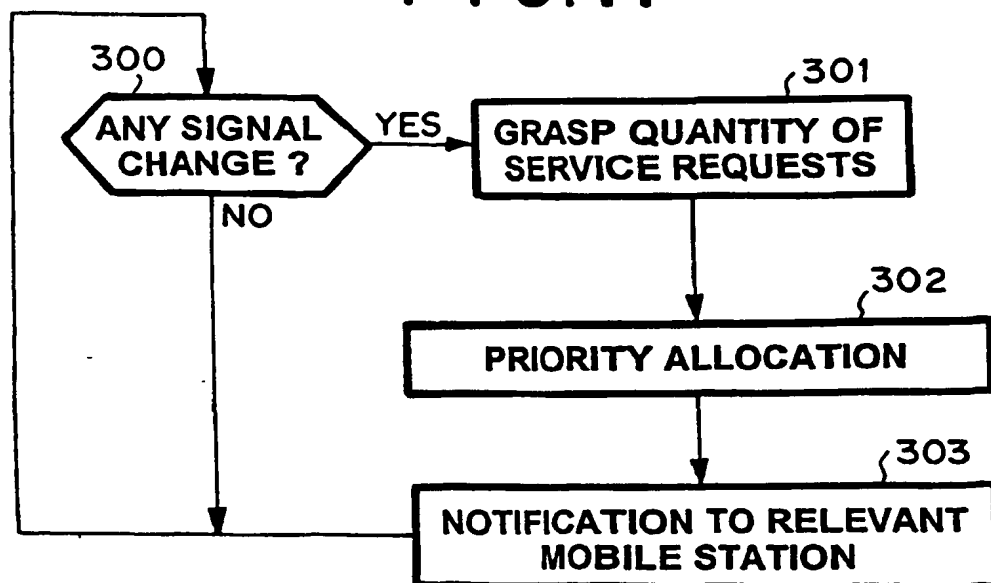 300
ANY SIGNAL
CHANGE ?
YES
NO
301
GRASP QUANTITY OF
SERVICE REQUESTS
302
PRIORITY ALLOCATION
303
NOTIFICATION TO RELEVANT
MOBILE STATION